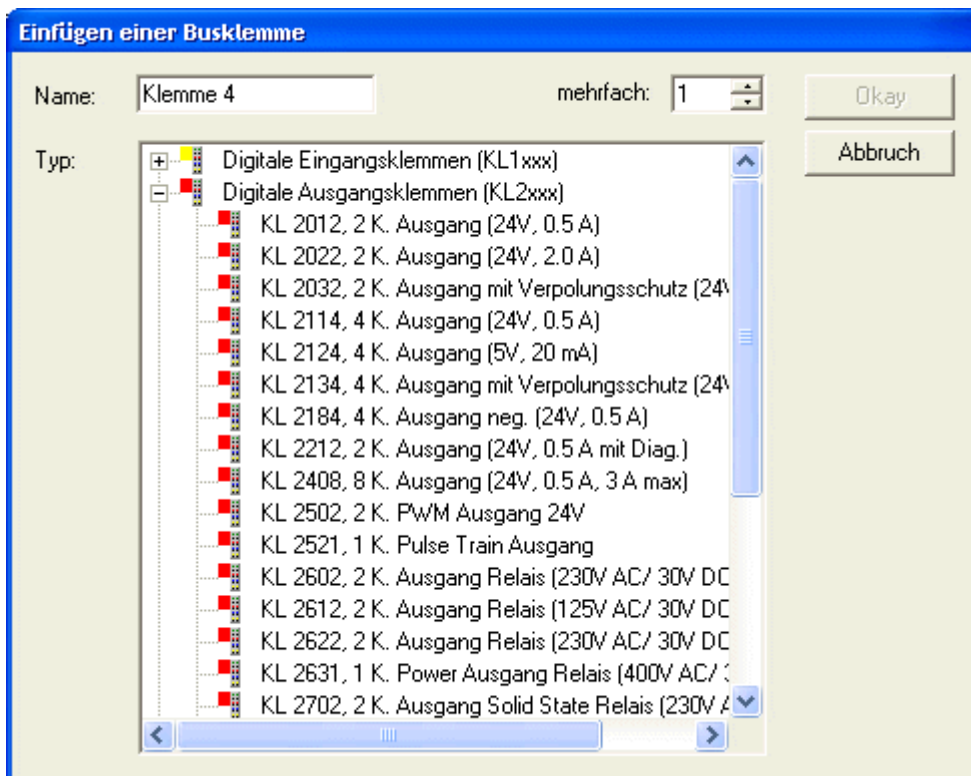 Einfügen einer Busklemme
Name: Klemme 4 mehrfach: 1 Okay
Typ: Abbruch
Digitale Eingangsklemmen (KL1xxx)
Digitale Ausgangsklemmen (KL2xxx)
KL 2012, 2 K. Ausgang (24V, 0.5 A)
KL 2022, 2 K. Ausgang (24V, 2.0 A)
KL 2032, 2 K. Ausgang mit Verpolungsschutz (24V
KL 2114, 4 K. Ausgang (24V, 0.5 A)
KL 2124, 4 K. Ausgang (5V, 20 mA)
KL 2134, 4 K. Ausgang mit Verpolungsschutz (24V
KL 2184, 4 K. Ausgang neg. (24V, 0.5 A)
KL 2212, 2 K. Ausgang (24V, 0.5 A mit Diag.)
KL 2408, 8 K. Ausgang (24V, 0.5 A, 3 A max)
KL 2502, 2 K. PWM Ausgang 24V
KL 2521, 1 K. Pulse Train Ausgang
KL 2602, 2 K. Ausgang Relais (230V AC/ 30V DC
KL 2612, 2 K. Ausgang Relais (125V AC/ 30V DC
KL 2622, 2 K. Ausgang Relais (230V AC/ 30V DC
KL 2631, 1 K. Power Ausgang Relais (400V AC/
KL 2702, 2 K. Ausgang Solid State Relais (230V